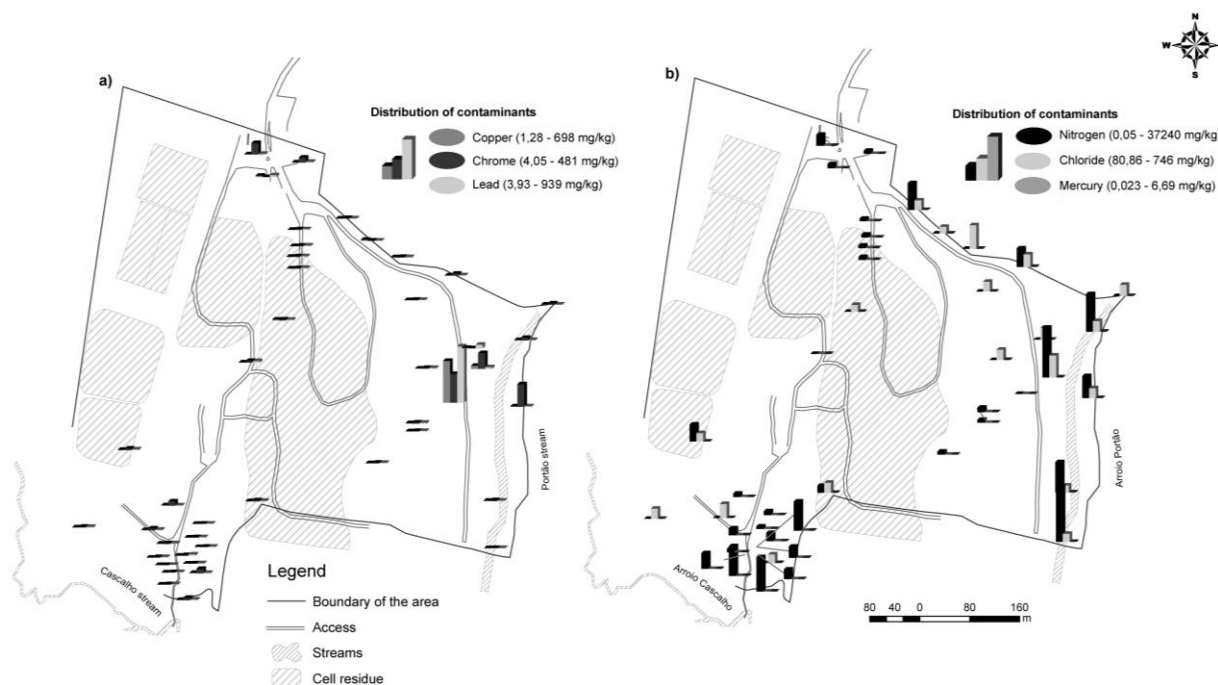 N
W E
S
a)
Distribution of contaminants
Copper (1,28 - 698 mg/kg)
Chrome (4,05 - 481 mg/kg)
Lead (3,93 - 939 mg/kg)
Portão stream
Cascalho stream
Legend
Boundary of the area
Access
Streams
Cell residue
b)
Distribution of contaminants
Nitrogen (0,05 - 37240 mg/kg)
Chloride (80,86 - 746 mg/kg)
Mercury (0,023 - 6,69 mg/kg)
Arroio Portão
Arroio Cascalho
80 40 0 80 160
m